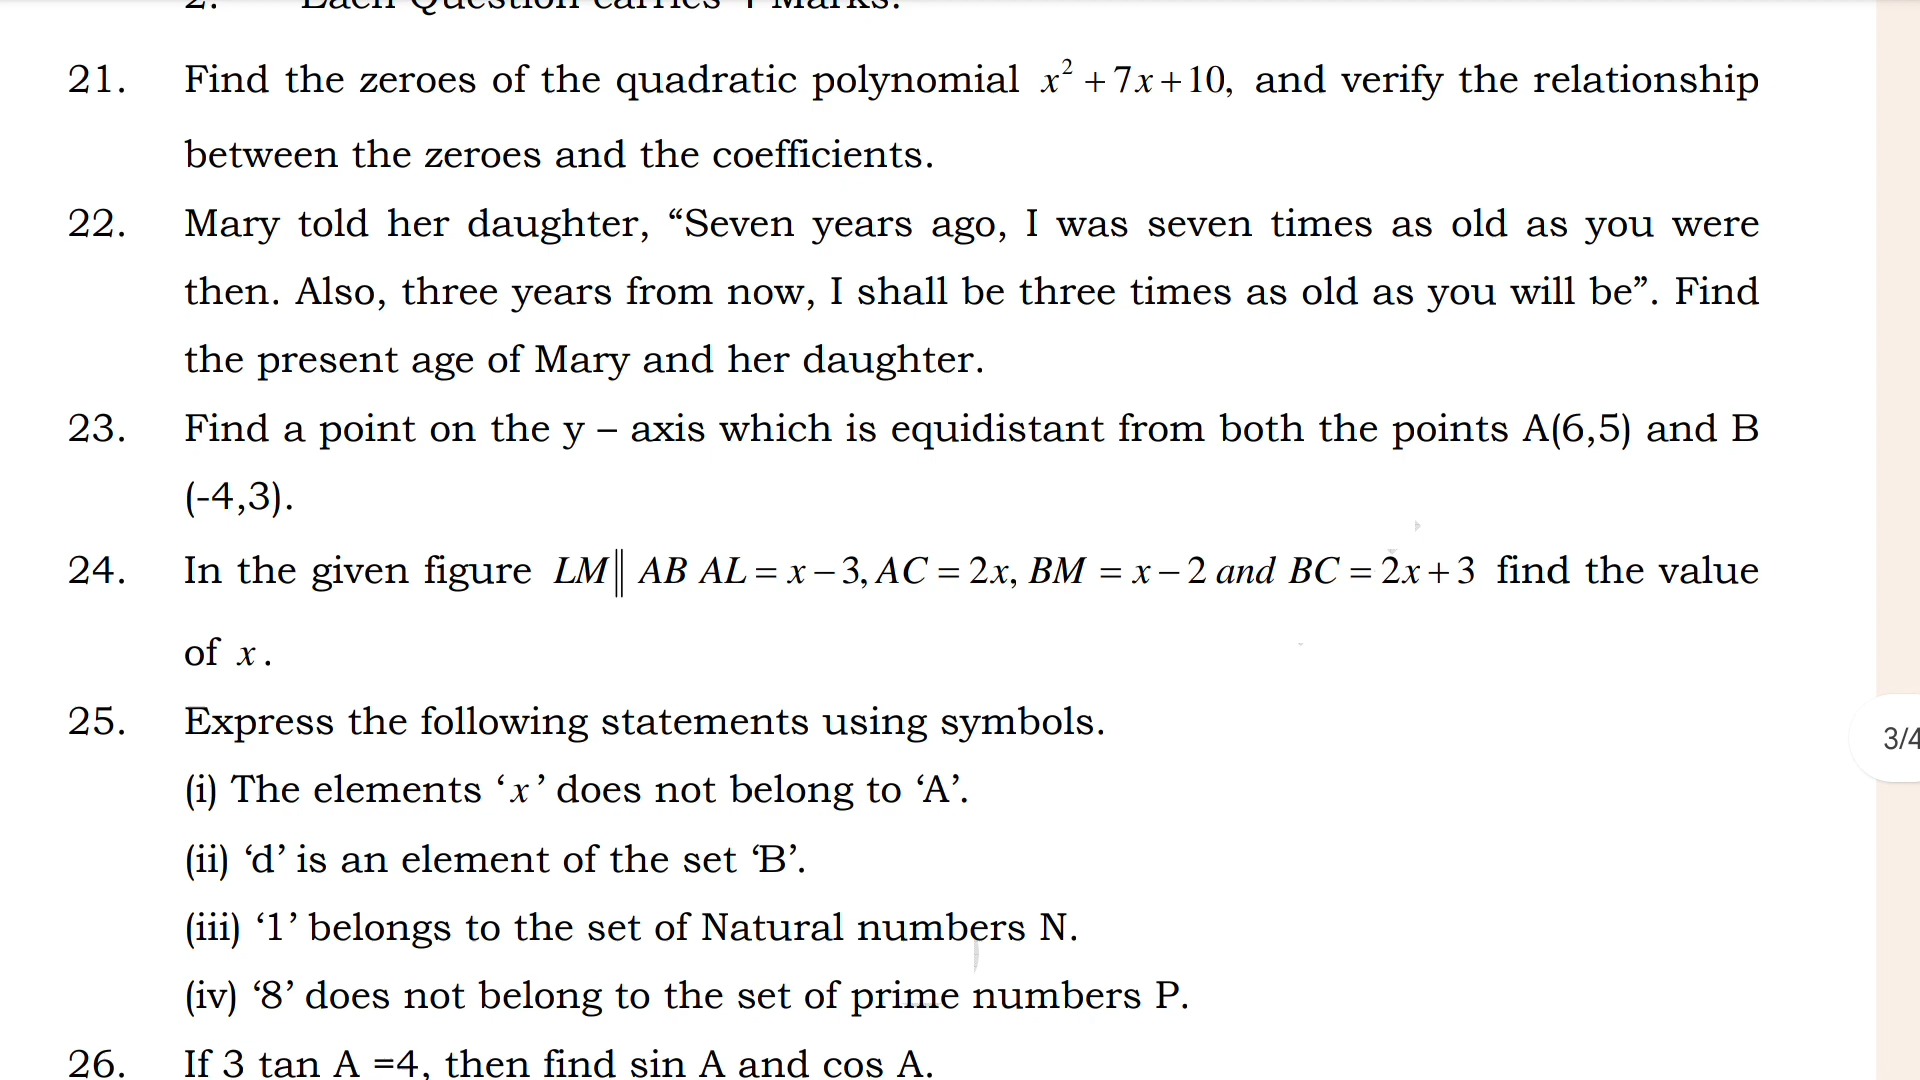 2. Each Question carries 4 Marks.
21. Find the zeroes of the quadratic polynomial x² + 7x + 10, and verify the relationship
between the zeroes and the coefficients.
22. Mary told her daughter, “Seven years ago, I was seven times as old as you were
then. Also, three years from now, I shall be three times as old as you will be”. Find
the present age of Mary and her daughter.
23. Find a point on the y – axis which is equidistant from both the points A(6,5) and B
(-4,3).
24. In the given figure LM∥ AB AL = x – 3, AC = 2x, BM = x – 2 and BC = 2x + 3 find the value
of x.
25. Express the following statements using symbols.
(i) The elements ‘x’ does not belong to ‘A’.
(ii) ‘d’ is an element of the set ‘B’.
(iii) ‘1’ belongs to the set of Natural numbers N.
(iv) ‘8’ does not belong to the set of prime numbers P.
26. If 3 tan A =4, then find sin A and cos A.
3/4